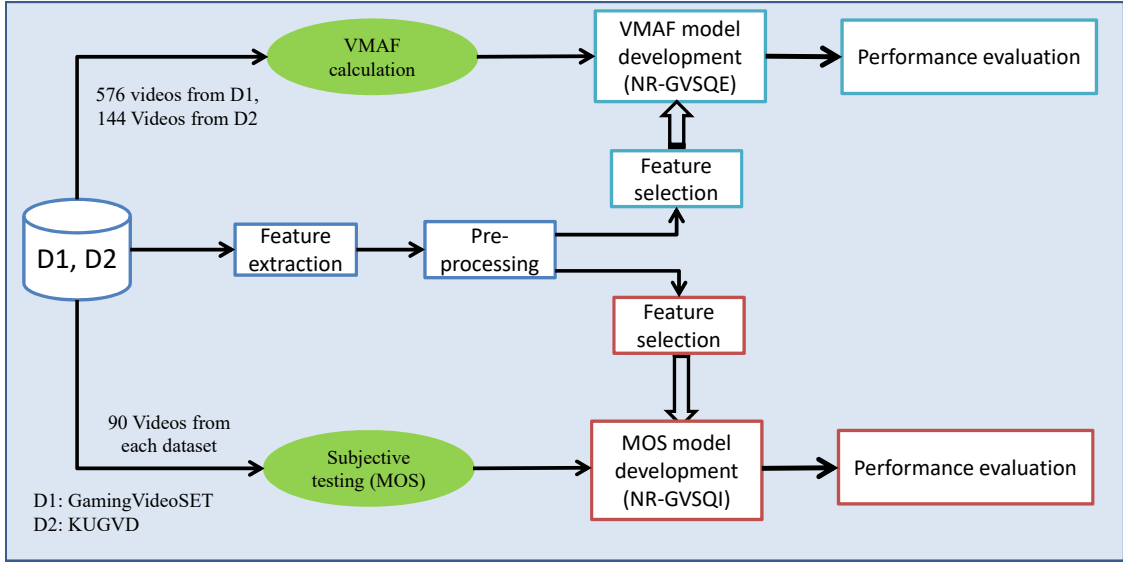 VMAF
calculation
VMAF model
development
(NR-GVSQE)
Performance evaluation
576 videos from D1,
144 Videos from D2
Feature
selection
D1, D2
Feature
extraction
Pre-
processing
Feature
selection
90 Videos from
each dataset
Subjective
testing (MOS)
MOS model
development
(NR-GVSQI)
Performance evaluation
D1: GamingVideoSET
D2: KUGVD